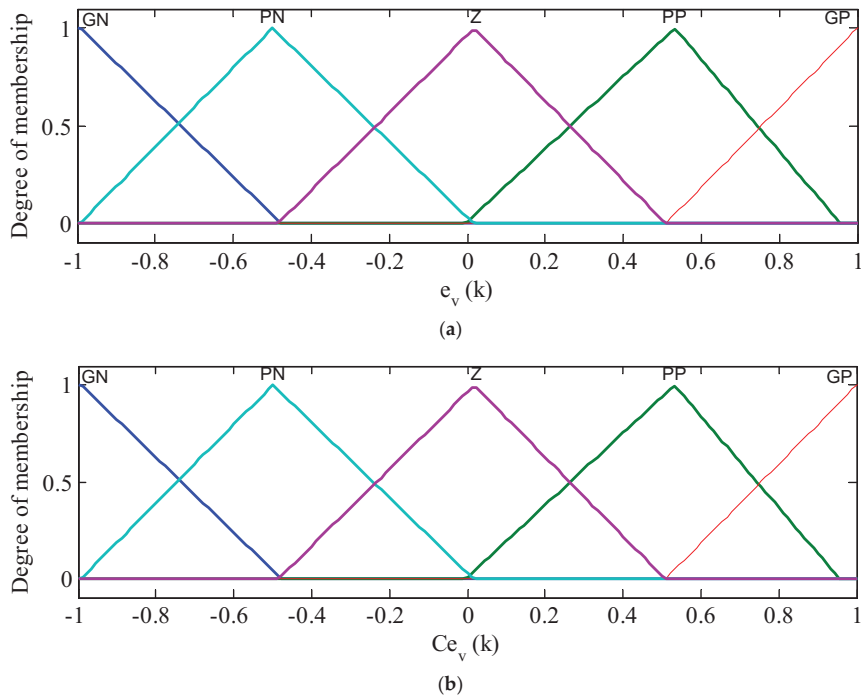 GN PN Z PP GP
1
0.5
0
Degree of membership
-1 -0.8 -0.6 -0.4 -0.2 0 0.2 0.4 0.6 0.8 1
e_v (k)
(a)
GN PN Z PP GP
1
0.5
0
Degree of membership
-1 -0.8 -0.6 -0.4 -0.2 0 0.2 0.4 0.6 0.8 1
Ce_v (k)
(b)